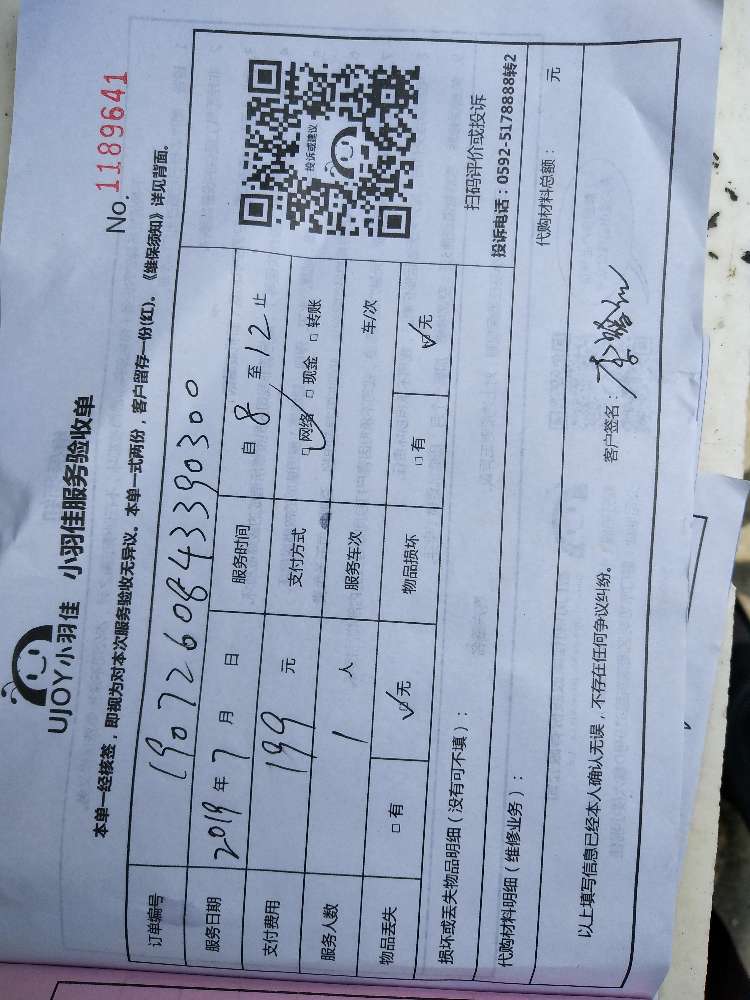 UJOY小羽佳 小羽佳服务验收单
No. 1189641
本单一经核签，即视为对本次服务验收无异议。本单一式两份，客户留存一份(红)。《维保须知》详见背面。
订单编号 1907260843390300
服务日期 2019年7月 日 服务时间 自 8 至 12 止
支付费用 199 元 支付方式 ☑网络 □现金 □转账
服务人数 1 人 服务车次 车/次
物品丢失 □有 ☑无 物品损坏 □有 ☑无
投诉或建议
扫码评价或投诉
投诉电话：0592-5178888转2
损坏或丢失物品明细（没有可不填）：
代购材料明细（维修业务）： 代购材料总额： 元
以上填写信息已经本人确认无误，不存在任何争议纠纷。 客户签名：